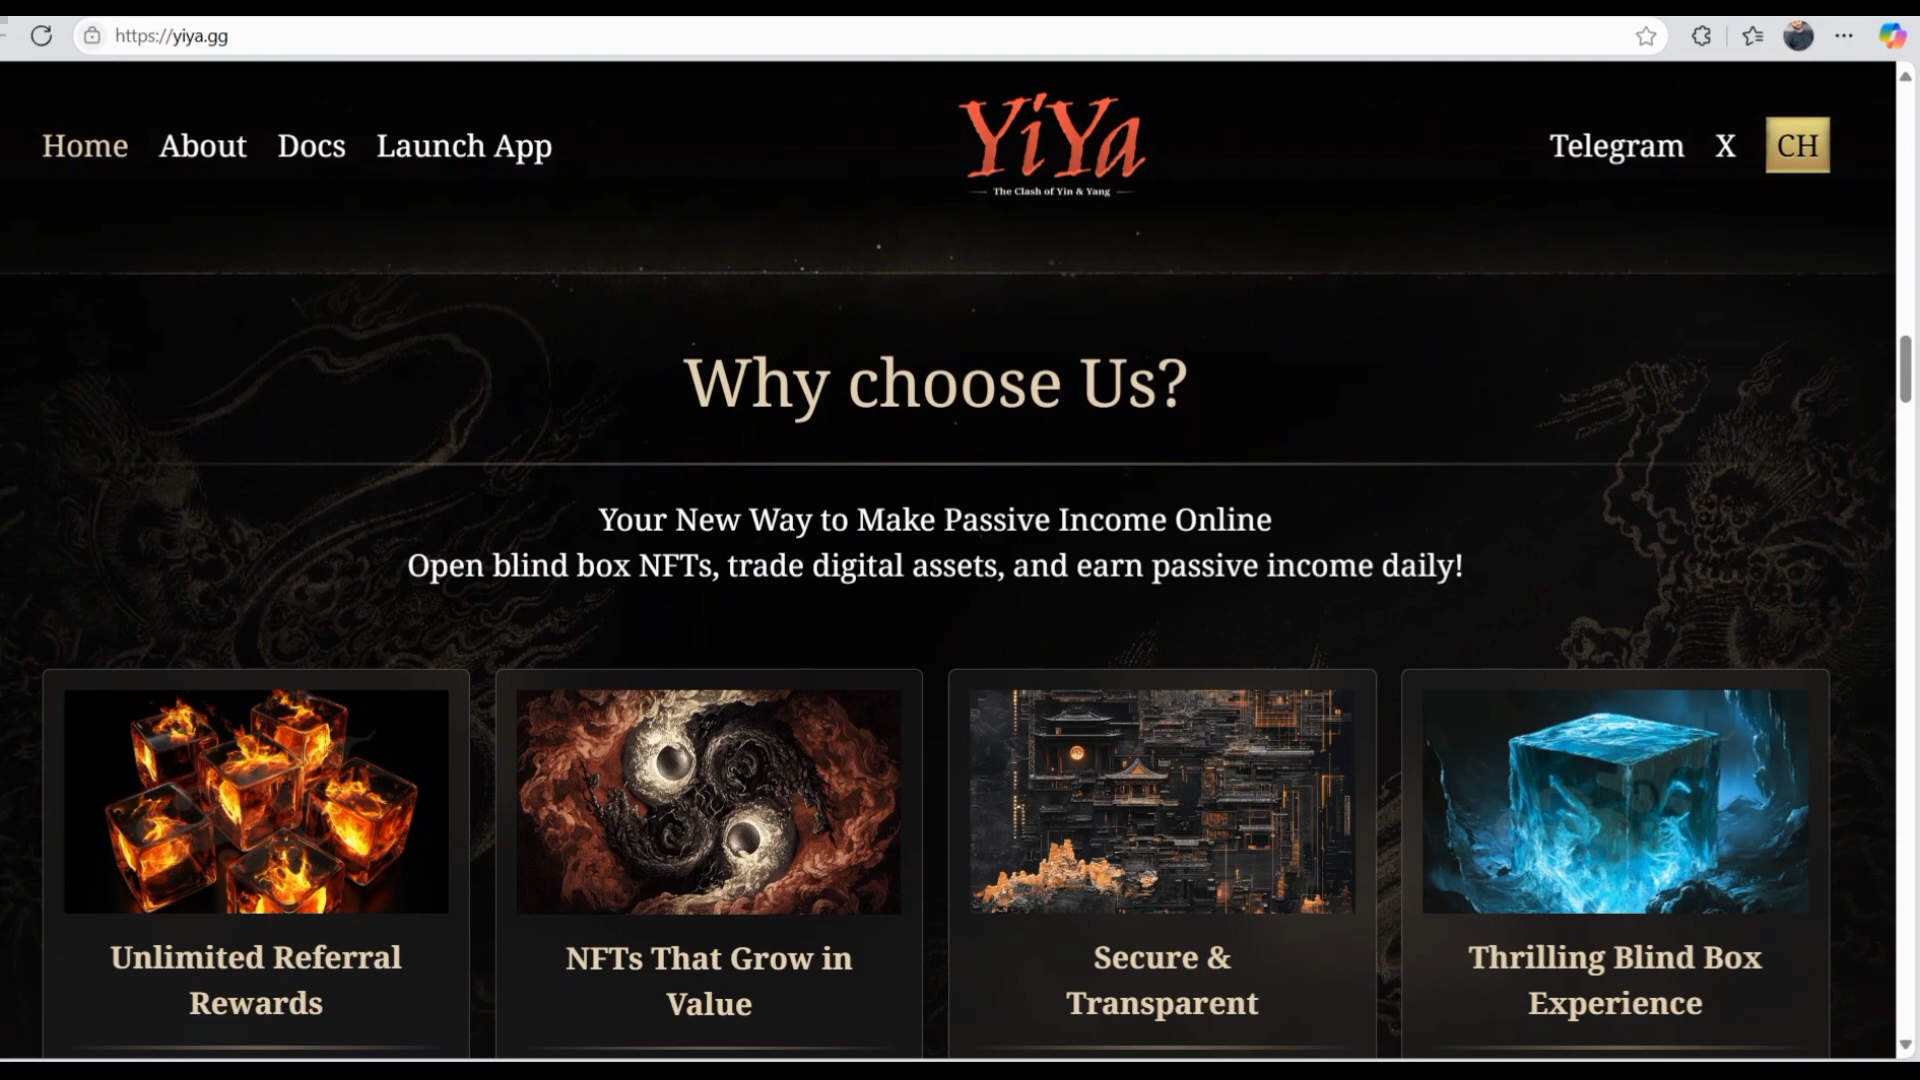 https://yiya.gg
Home About Docs Launch App
YiYa
The Clash of Yin & Yang
Telegram X CH
Why choose Us?
Your New Way to Make Passive Income Online
Open blind box NFTs, trade digital assets, and earn passive income daily!
Unlimited Referral
Rewards
NFTs That Grow in
Value
Secure &
Transparent
Thrilling Blind Box
Experience